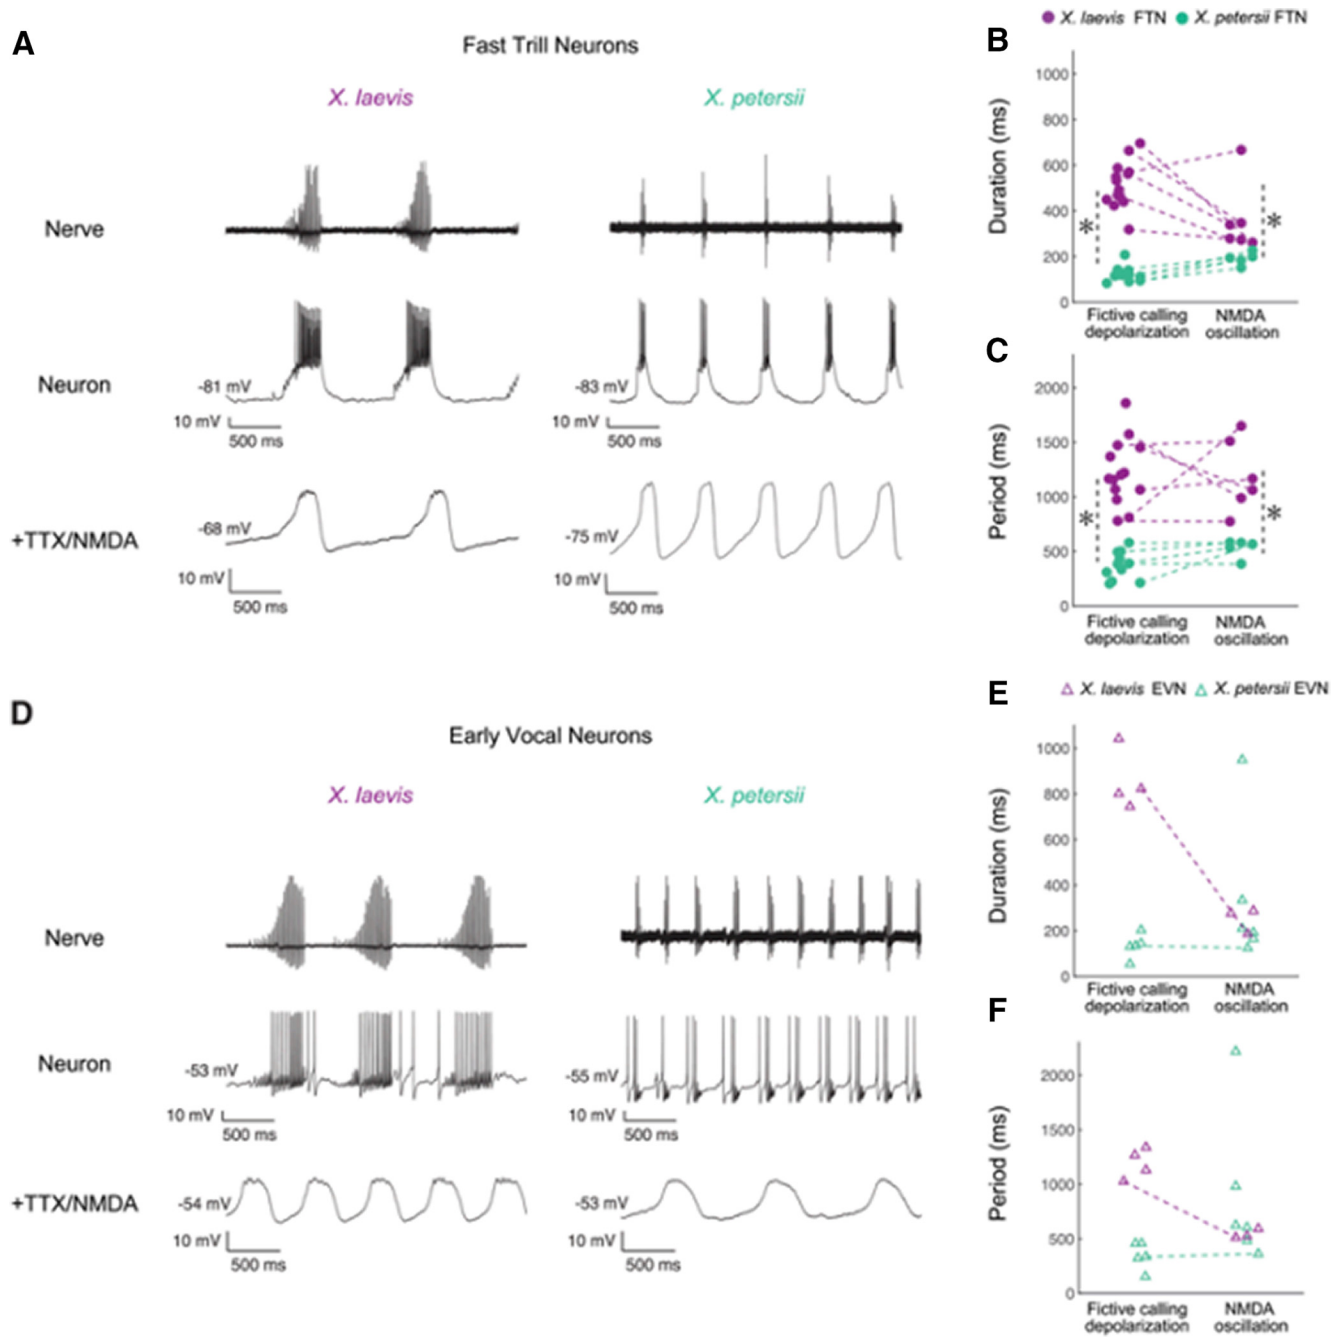 A
Fast Trill Neurons
X. laevis
X. petersii
Nerve
Neuron
-81 mV
-83 mV
10 mV
500 ms
10 mV
500 ms
+TTX/NMDA
-68 mV
-75 mV
10 mV
500 ms
10 mV
500 ms
X. laevis FTN X. petersii FTN
B
Duration (ms)
1000
800
600
400
200
0
*
*
Fictive calling
depolarization
NMDA
oscillation
C
Period (ms)
2000
1500
1000
500
0
*
*
Fictive calling
depolarization
NMDA
oscillation
D
Early Vocal Neurons
X. laevis
X. petersii
Nerve
Neuron
-53 mV
-55 mV
10 mV
500 ms
10 mV
500 ms
+TTX/NMDA
-54 mV
-53 mV
10 mV
500 ms
10 mV
500 ms
E
X. laevis EVN X. petersii EVN
Duration (ms)
1000
800
600
400
200
0
Fictive calling
depolarization
NMDA
oscillation
F
Period (ms)
2000
1500
1000
500
0
Fictive calling
depolarization
NMDA
oscillation